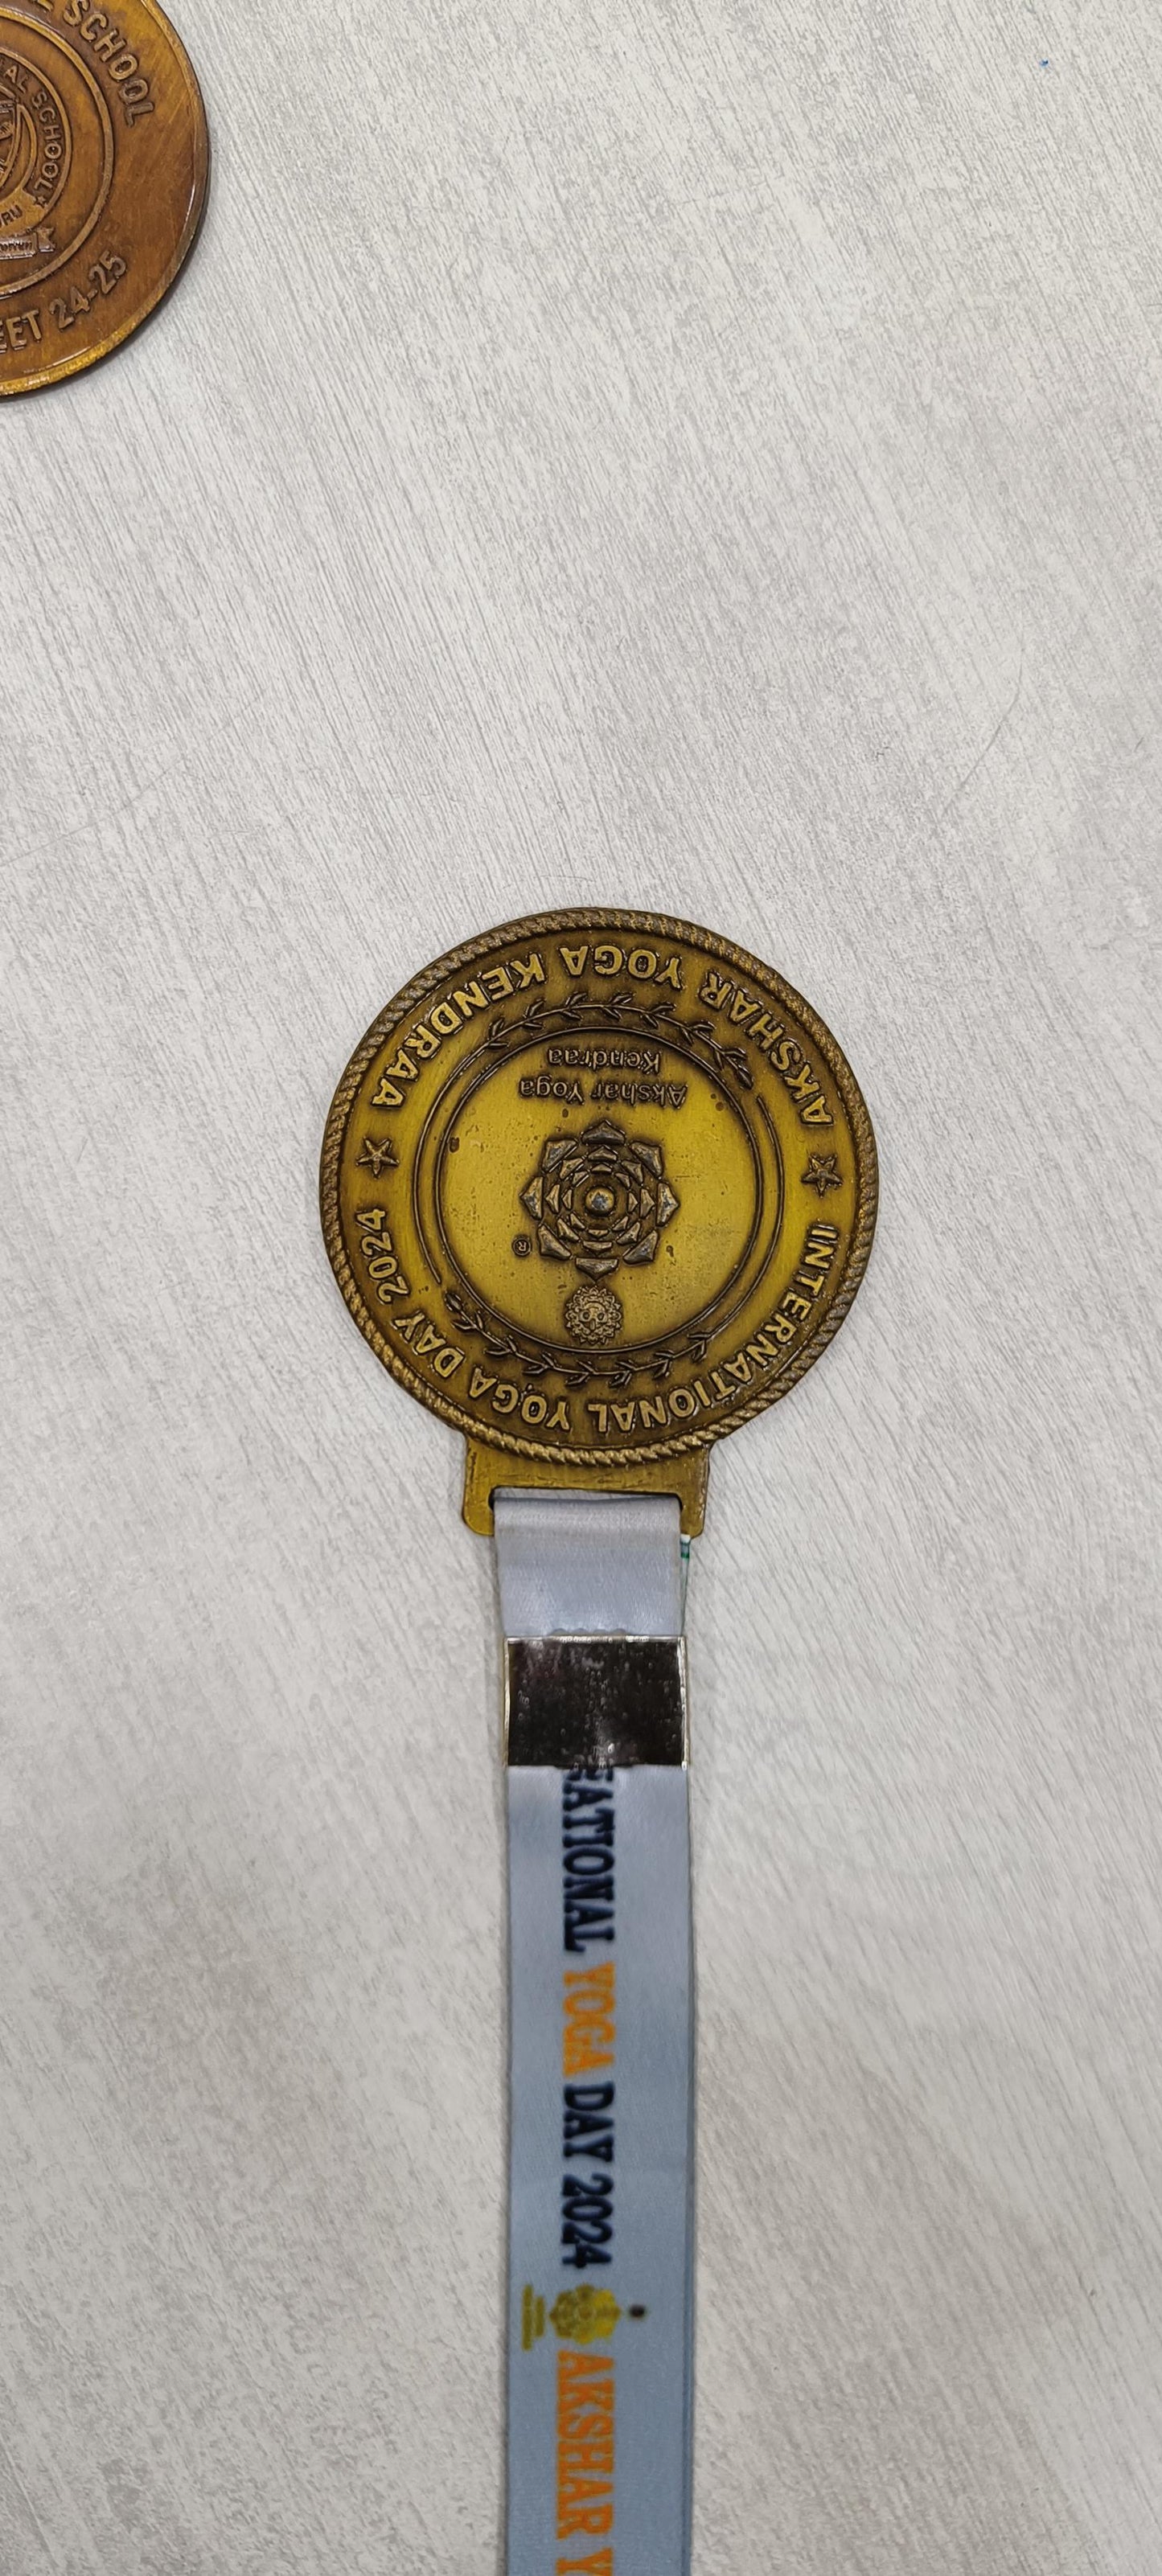 SCHOOL
AL SCHOOL
EET 24-25
INTERNATIONAL YOGA DAY 2024
Akshar Yoga
Kendraa
AKSHAR YOGA KENDRAA
ATIONAL YOGA DAY 2024
AKSHAR Y